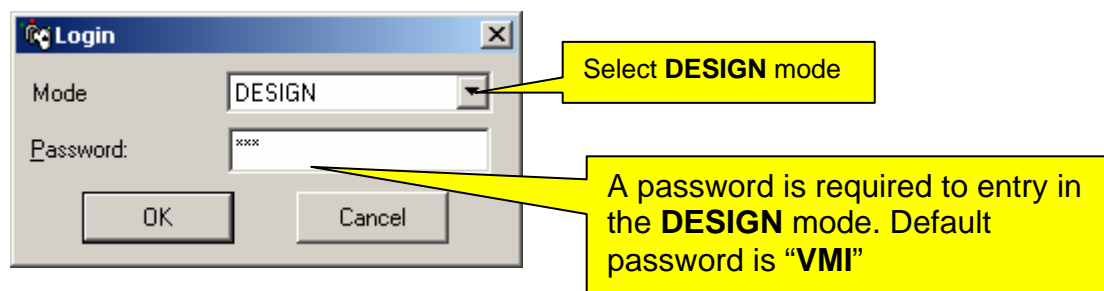 Login
Mode
DESIGN
Select DESIGN mode
Password:
xxx
OK
Cancel
A password is required to entry in
the DESIGN mode. Default
password is “VMI”